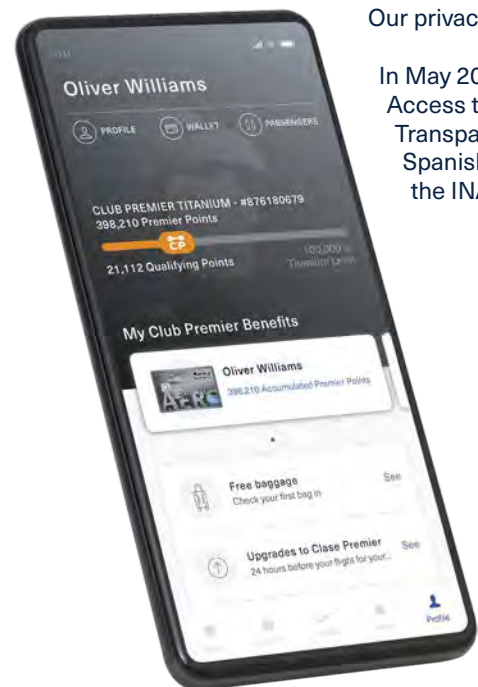 Our privac
In May 20
Access t
Transpa
Spanish
the INA
Oliver Williams
PROFILE
WALLET
PASSENGERS
CLUB PREMIER TITANIUM - #876180679
398,210 Premier Points
CP
21,112 Qualifying Points
100,000
Titanium Level
My Club Premier Benefits
Oliver Williams
398,210 Accumulated Premier Points
Free baggage
Check your first bag in
See
Upgrades to Clase Premier
24 hours before your flight for your...
See
Profile